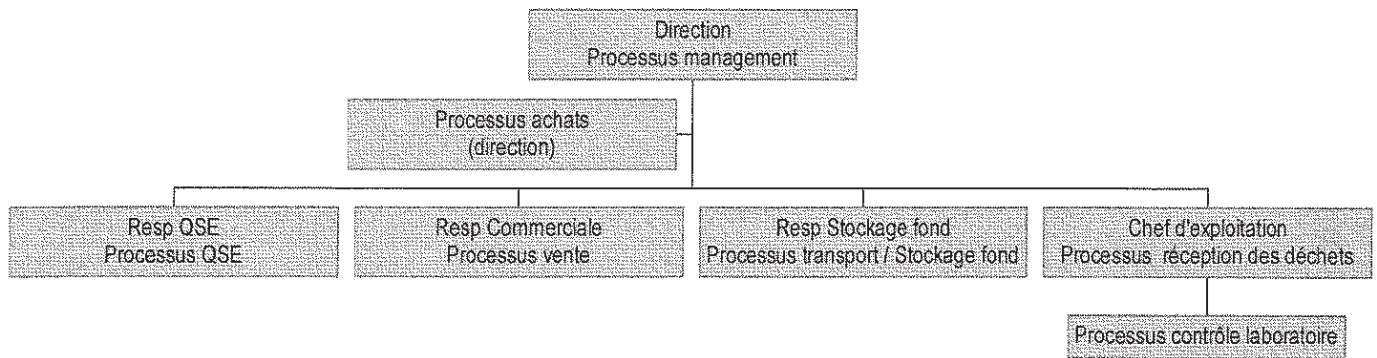 Direction
Processus management
Processus achats
(direction)
Resp QSE
Processus QSE
Resp Commerciale
Processus vente
Resp Stockage fond
Processus transport / Stockage fond
Chef d'exploitation
Processus réception des déchets
Processus contrôle laboratoire